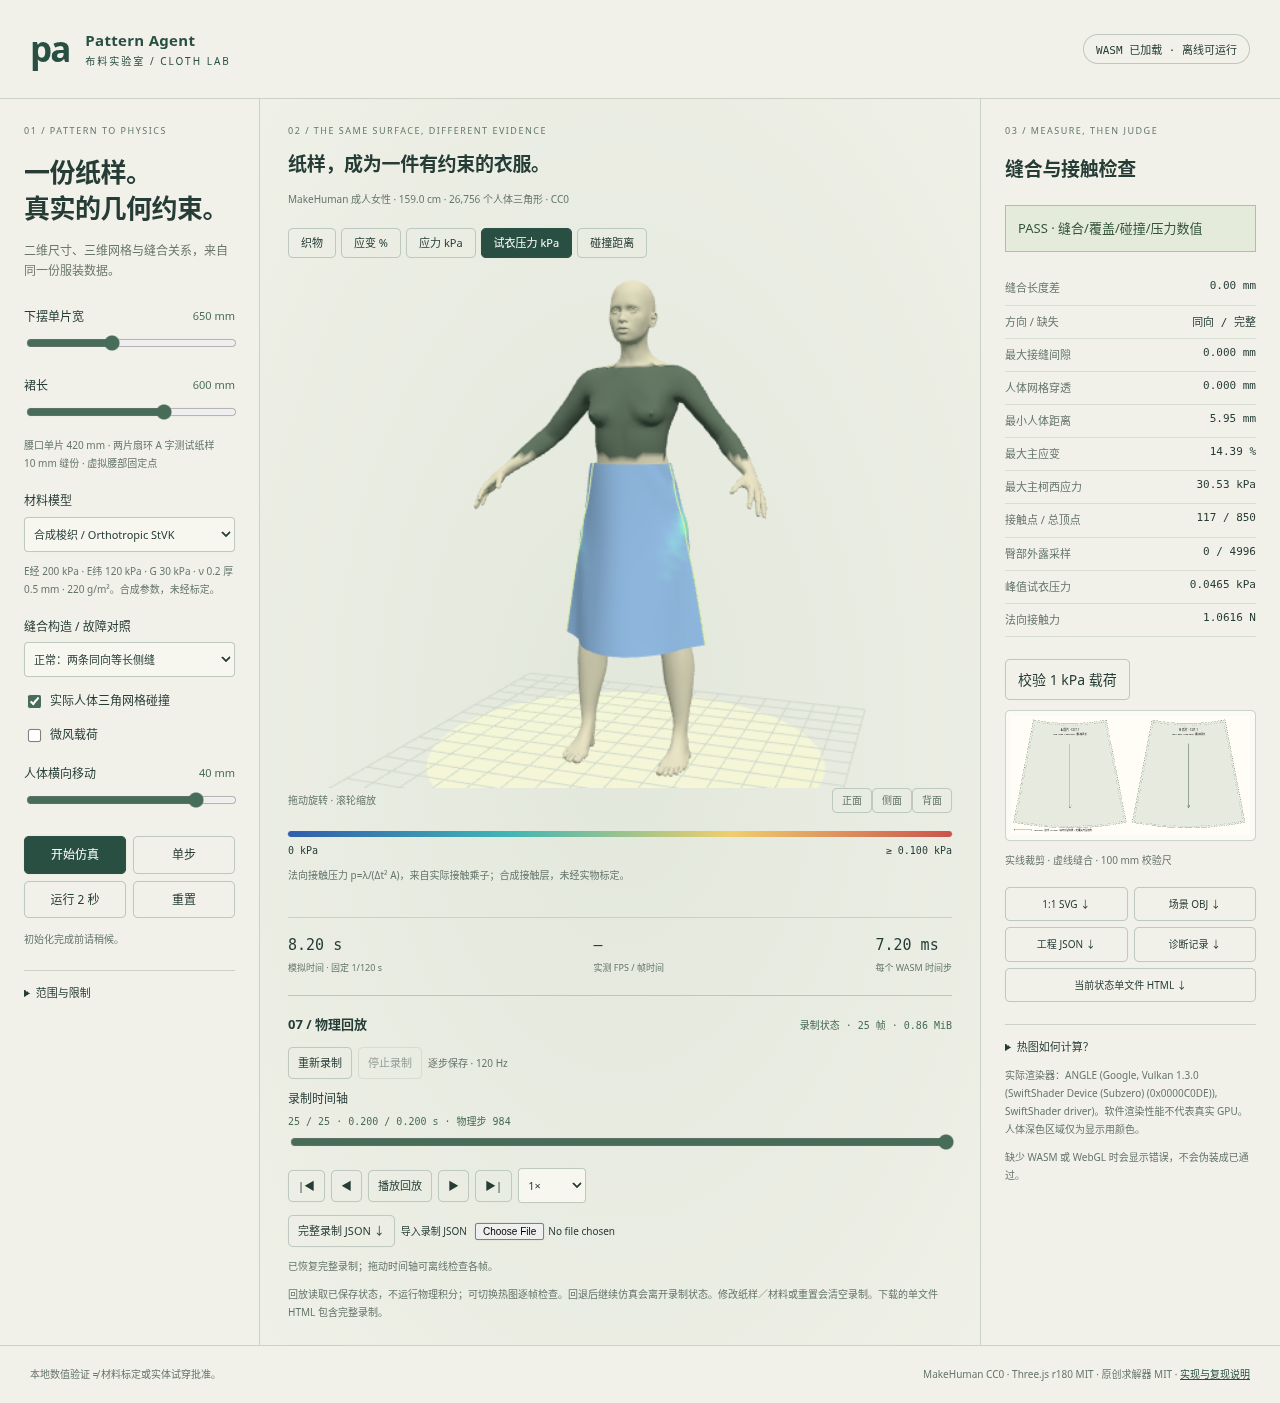 pa
Pattern Agent
布料实验室 / CLOTH LAB
WASM 已加载 · 离线可运行
01 / PATTERN TO PHYSICS
一份纸样。
真实的几何约束。
二维尺寸、三维网格与缝合关系，来自
同一份服装数据。
下摆单片宽 650 mm
裙长 600 mm
腰口单片 420 mm · 两片扇环 A 字测试纸样
10 mm 缝份 · 虚拟腰部固定点
材料模型
合成梭织 / Orthotropic StVK
E经 200 kPa · E纬 120 kPa · G 30 kPa · ν 0.2 厚
0.5 mm · 220 g/m²。合成参数，未经标定。
缝合构造 / 故障对照
正常：两条同向等长侧缝
实际人体三角网格碰撞
微风载荷
人体横向移动 40 mm
开始仿真 单步
运行 2 秒 重置
初始化完成前请稍候。
▶ 范围与限制
02 / THE SAME SURFACE, DIFFERENT EVIDENCE
纸样，成为一件有约束的衣服。
MakeHuman 成人女性 · 159.0 cm · 26,756 个人体三角形 · CC0
织物 应变 % 应力 kPa 试衣压力 kPa 碰撞距离
拖动旋转 · 滚轮缩放 正面 侧面 背面
0 kPa ≥ 0.100 kPa
法向接触压力 p=λ/(Δt² A)，来自实际接触乘子；合成接触层，未经实物标定。
8.20 s — 7.20 ms
模拟时间 · 固定 1/120 s 实测 FPS / 帧时间 每个 WASM 时间步
07 / 物理回放 录制状态 · 25 帧 · 0.86 MiB
重新录制 停止录制 逐步保存 · 120 Hz
录制时间轴
25 / 25 · 0.200 / 0.200 s · 物理步 984
|◀ ◀ 播放回放 ▶ ▶| 1×
完整录制 JSON ↓ 导入录制 JSON Choose File No file chosen
已恢复完整录制；拖动时间轴可离线检查各帧。
回放读取已保存状态，不运行物理积分；可切换热图逐帧检查。回退后继续仿真会离开录制状态。修改纸样／材料或重置会清空录制。下载的单文件
HTML 包含完整录制。
03 / MEASURE, THEN JUDGE
缝合与接触检查
PASS · 缝合/覆盖/碰撞/压力数值
缝合长度差 0.00 mm
方向 / 缺失 同向 / 完整
最大接缝间隙 0.000 mm
人体网格穿透 0.000 mm
最小人体距离 5.95 mm
最大主应变 14.39 %
最大主柯西应力 30.53 kPa
接触点 / 总顶点 117 / 850
臀部外露采样 0 / 4996
峰值试衣压力 0.0465 kPa
法向接触力 1.0616 N
校验 1 kPa 载荷
实线裁剪 · 虚线缝合 · 100 mm 校验尺
1:1 SVG ↓ 场景 OBJ ↓
工程 JSON ↓ 诊断记录 ↓
当前状态单文件 HTML ↓
▶ 热图如何计算？
实际渲染器：ANGLE (Google, Vulkan 1.3.0
(SwiftShader Device (Subzero) (0x0000C0DE)),
SwiftShader driver)。软件渲染性能不代表真实 GPU。
人体深色区域仅为显示用颜色。
缺少 WASM 或 WebGL 时会显示错误，不会伪装成已通
过。
本地数值验证 ≠ 材料标定或实体试穿批准。
MakeHuman CC0 · Three.js r180 MIT · 原创求解器 MIT · 实现与复现说明